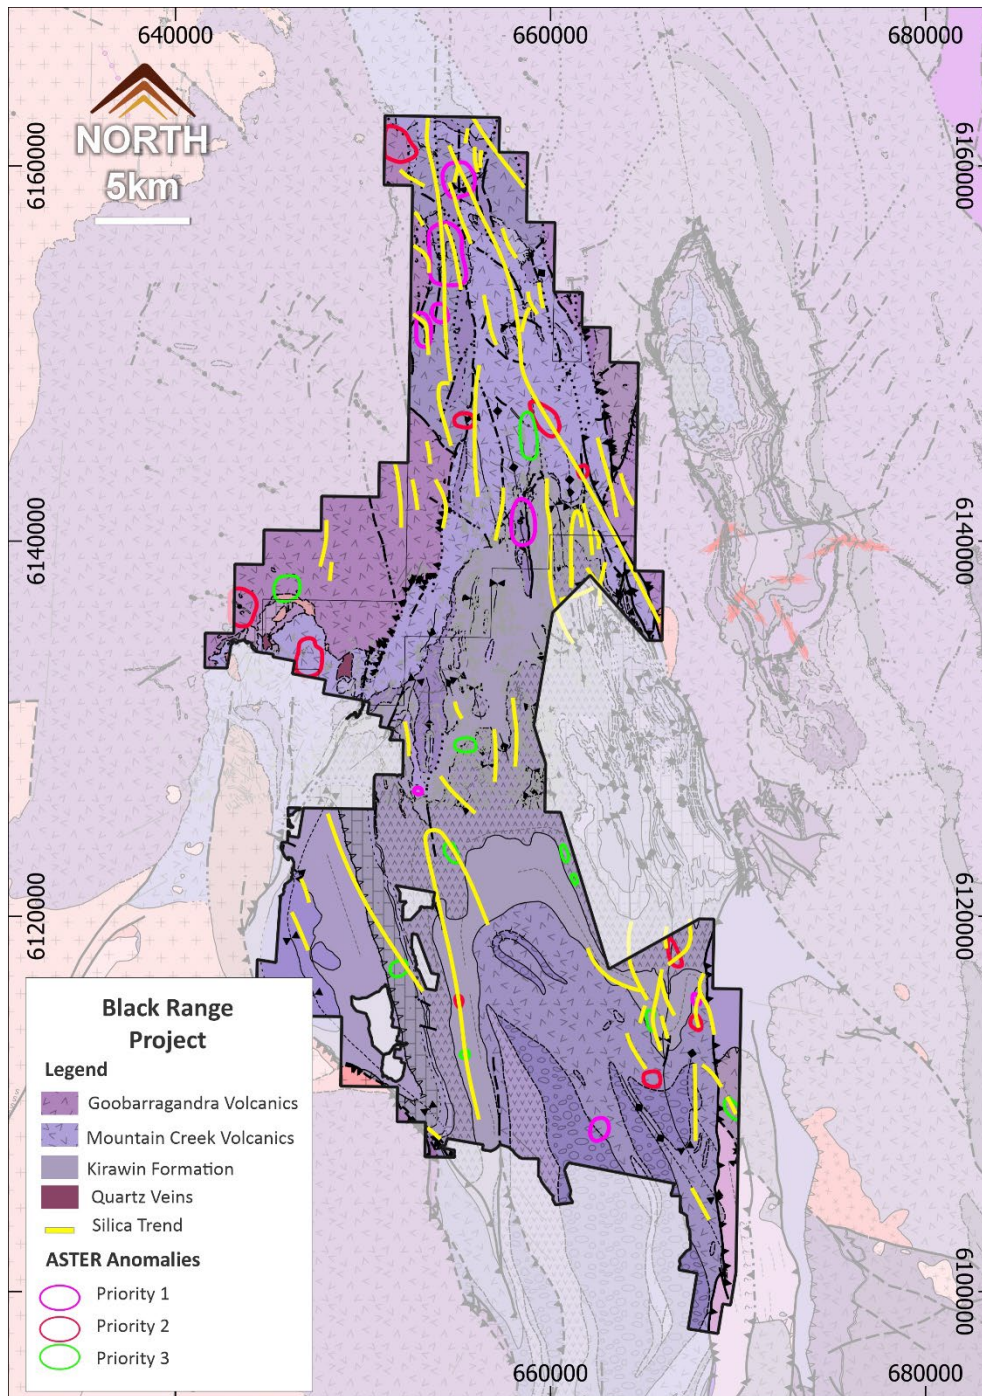 640000
660000
680000
NORTH
5km
6160000
6160000
6140000
6140000
6120000
6120000
6100000
Black Range
Project
Legend
Goobarragandra Volcanics
Mountain Creek Volcanics
Kirawin Formation
Quartz Veins
Silica Trend
ASTER Anomalies
Priority 1
Priority 2
Priority 3
660000
680000